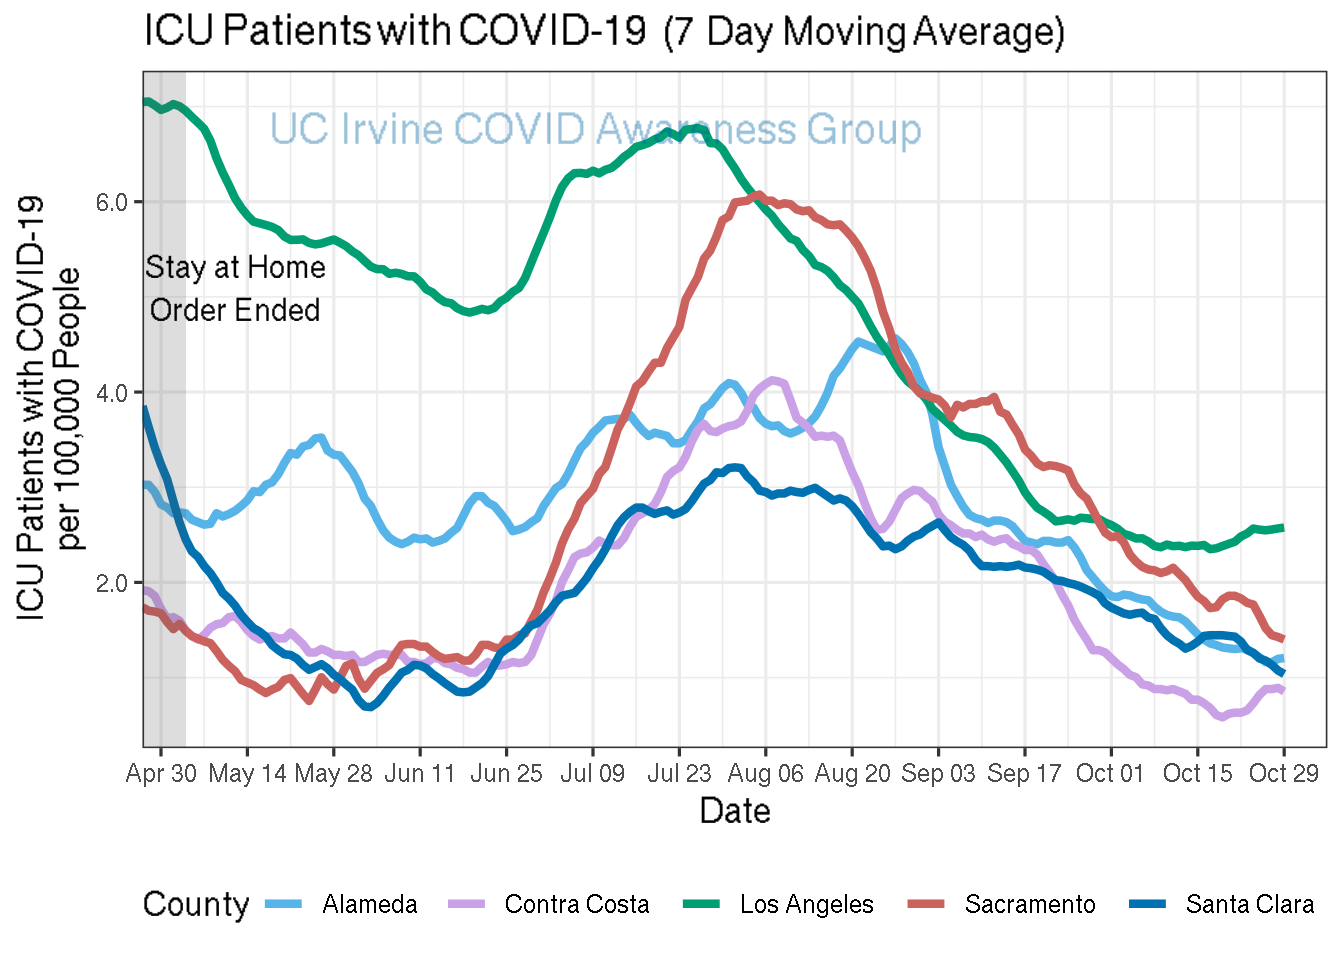 ICU Patients with COVID-19 (7 Day Moving Average)
UC Irvine COVID Awareness Group
ICU Patients with COVID-19
per 100,000 People
6.0
4.0
2.0
Stay at Home
Order Ended
Apr 30 May 14 May 28 Jun 11 Jun 25 Jul 09 Jul 23 Aug 06 Aug 20 Sep 03 Sep 17 Oct 01 Oct 15 Oct 29
Date
County Alameda Contra Costa Los Angeles Sacramento Santa Clara